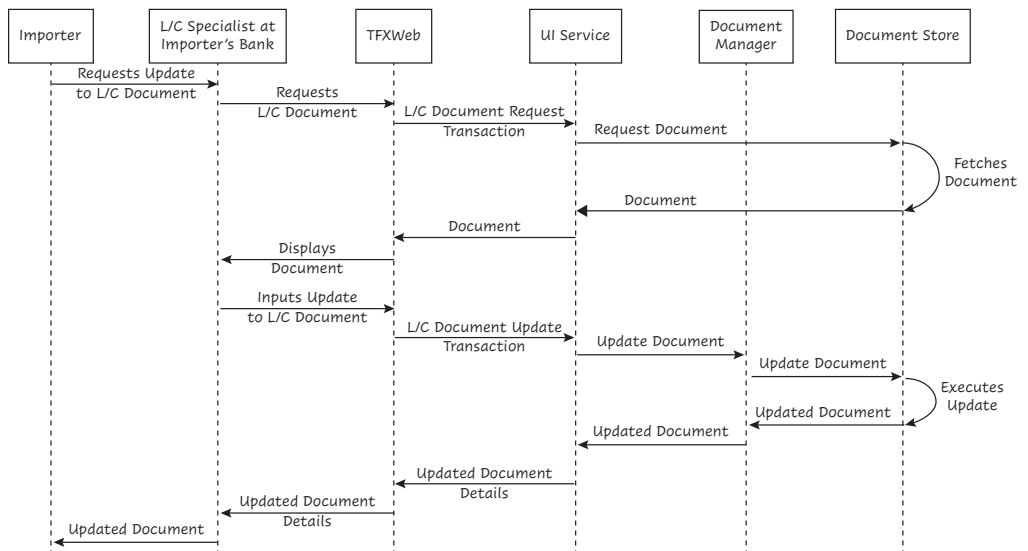 Importer
L/C Specialist at
Importer's Bank
TFXWeb
UI Service
Document
Manager
Document Store
Requests Update
to L/C Document
Requests
L/C Document
L/C Document Request
Transaction
Request Document
Fetches
Document
Document
Document
Displays
Document
Inputs Update
to L/C Document
L/C Document Update
Transaction
Update Document
Update Document
Executes
Update
Updated Document
Updated Document
Updated Document
Details
Updated Document
Details
Updated Document